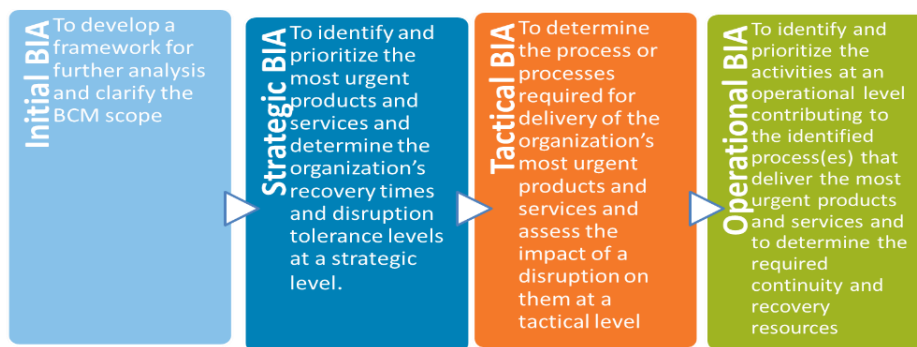 Initial BIA
To develop a
framework for
further analysis
and clarify the
BCM scope
Strategic BIA
To identify and
prioritize the
most urgent
products and
services and
determine the
organization's
recovery times
and disruption
tolerance levels
at a strategic
level.
Tactical BIA
To determine
the process or
processes
required for
delivery of the
organization's
most urgent
products and
services and
assess the
impact of a
disruption on
them at a
tactical level
Operational BIA
To identify and
prioritize the
activities at an
operational level
contributing to
the identified
process(es) that
deliver the most
urgent products
and services and
to determine the
required
continuity and
recovery
resources